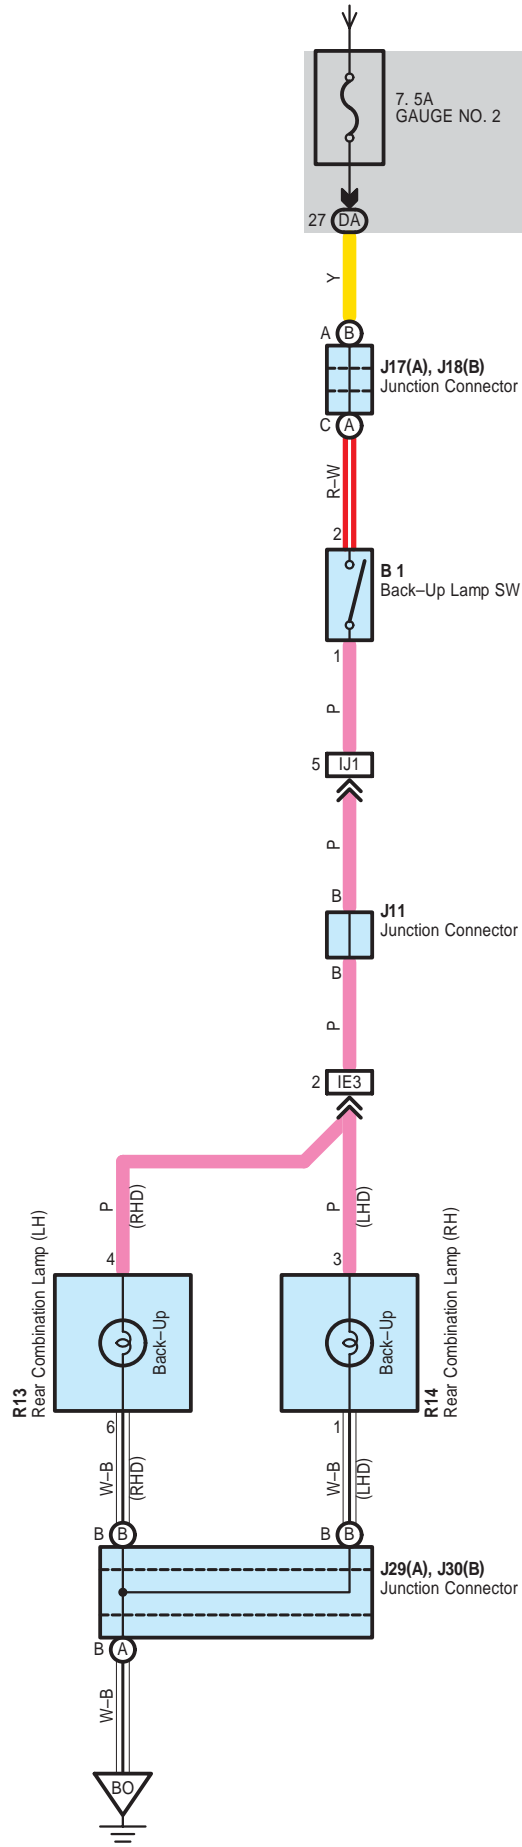 7. 5A
GAUGE NO. 2
27 DA
Y
A B
J17(A), J18(B)
Junction Connector
C A
R–W
2
B 1
Back–Up Lamp SW
1
P
5 IJ1
P
B
J11
Junction Connector
B
P
2 IE3
P
(RHD)
P
(LHD)
4
3
R13
Rear Combination Lamp (LH)
Back–Up
Back–Up
R14
Rear Combination Lamp (RH)
6
1
W–B
(RHD)
W–B
(LHD)
B B
B B
J29(A), J30(B)
Junction Connector
B A
W–B
BO